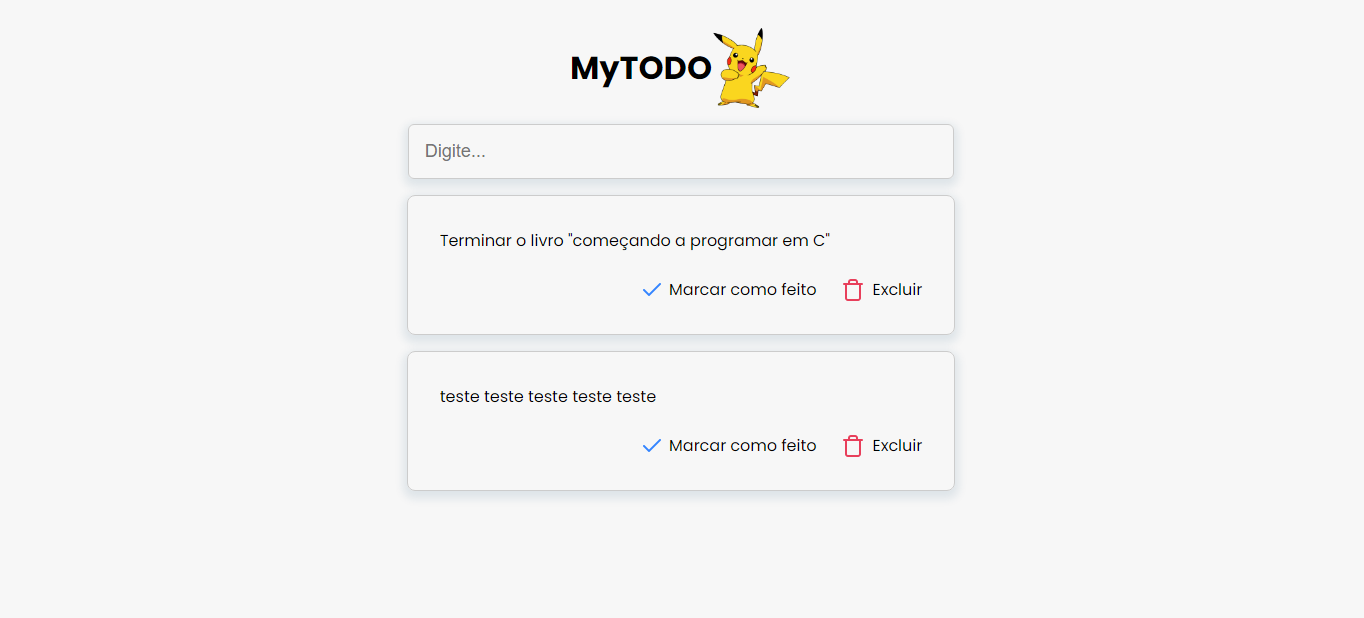 MyTODO
Digite...
Terminar o livro "começando a programar em C"
Marcar como feito Excluir
teste teste teste teste teste
Marcar como feito Excluir